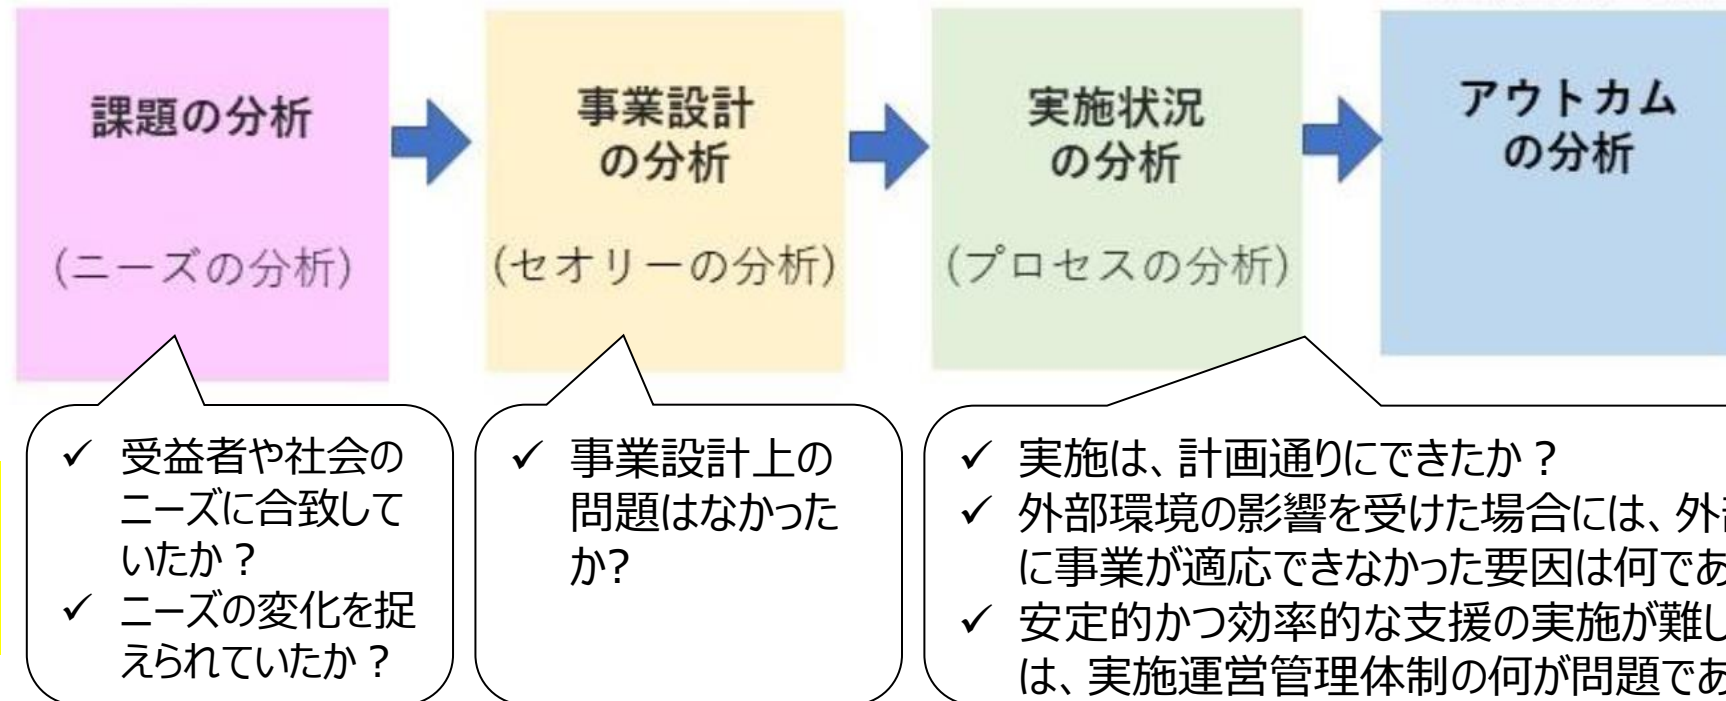 課題の分析
(ニーズの分析)
事業設計
の分析
(セオリーの分析)
実施状況
の分析
(プロセスの分析)
アウトカム
の分析
✓ 受益者や社会の
ニーズに合致して
いたか？
✓ ニーズの変化を捉
えられていたか？
✓ 事業設計上の
問題はなかった
か?
✓ 実施は、計画通りにできたか？
✓ 外部環境の影響を受けた場合には、外
に事業が適応できなかった要因は何であ
✓ 安定的かつ効率的な支援の実施が難し
は、実施運営管理体制の何が問題であ